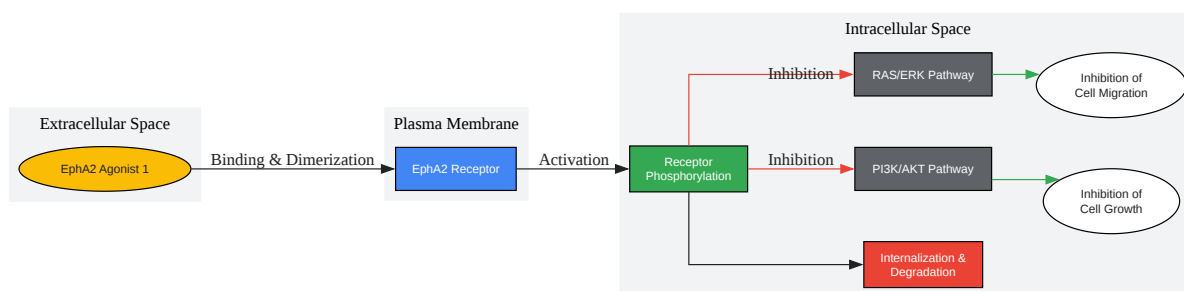 Extracellular Space
EphA2 Agonist 1
Binding & Dimerization
Plasma Membrane
EphA2 Receptor
Activation
Intracellular Space
Receptor
Phosphorylation
Inhibition
RAS/ERK Pathway
Inhibition of
Cell Migration
Inhibition
PI3K/AKT Pathway
Inhibition of
Cell Growth
Internalization &
Degradation